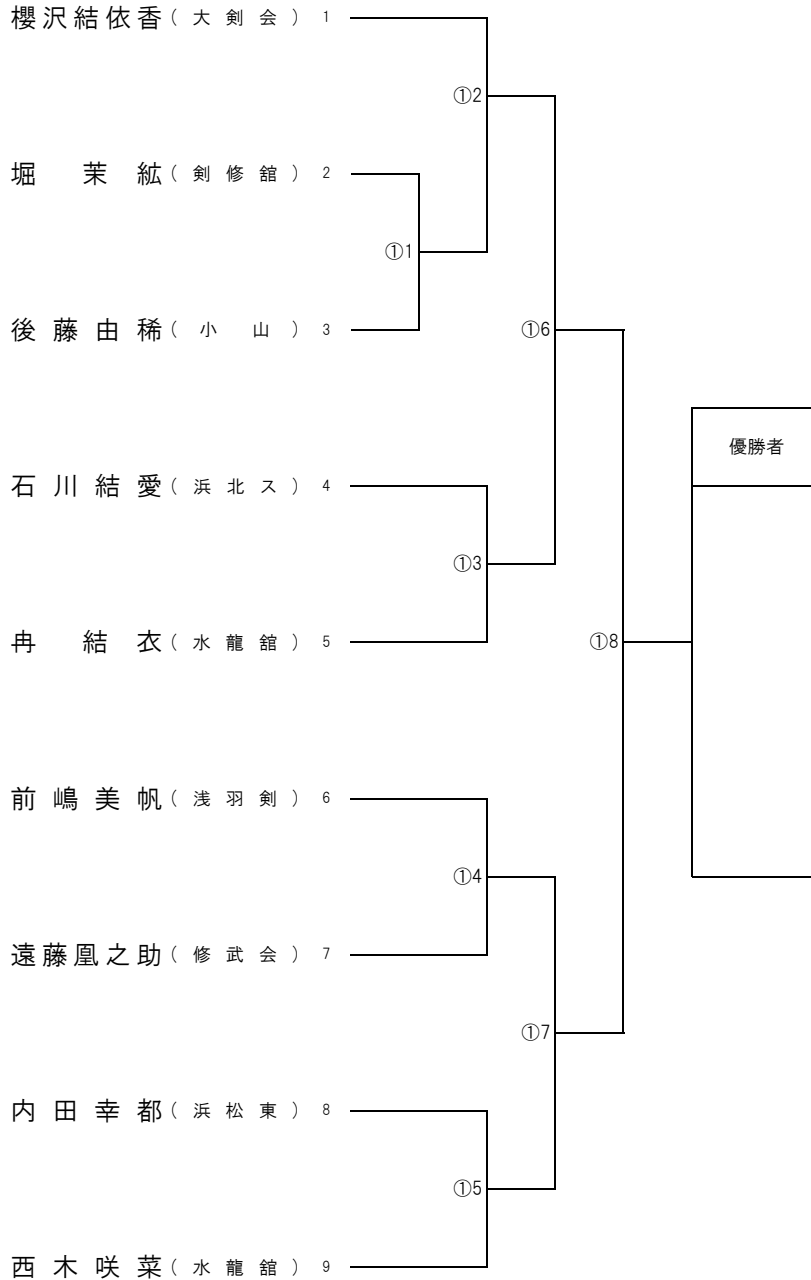 櫻沢結依香（大剣会）1
①2
堀 茉紘（剣修舘）2
①1
後藤由稀（小山）3
①6
優勝者
石川結愛（浜北ス）4
①3
冉 結衣（水龍舘）5
①8
前嶋美帆（浅羽剣）6
①4
遠藤凰之助（修武会）7
①7
内田幸都（浜松東）8
①5
西木咲菜（水龍舘）9